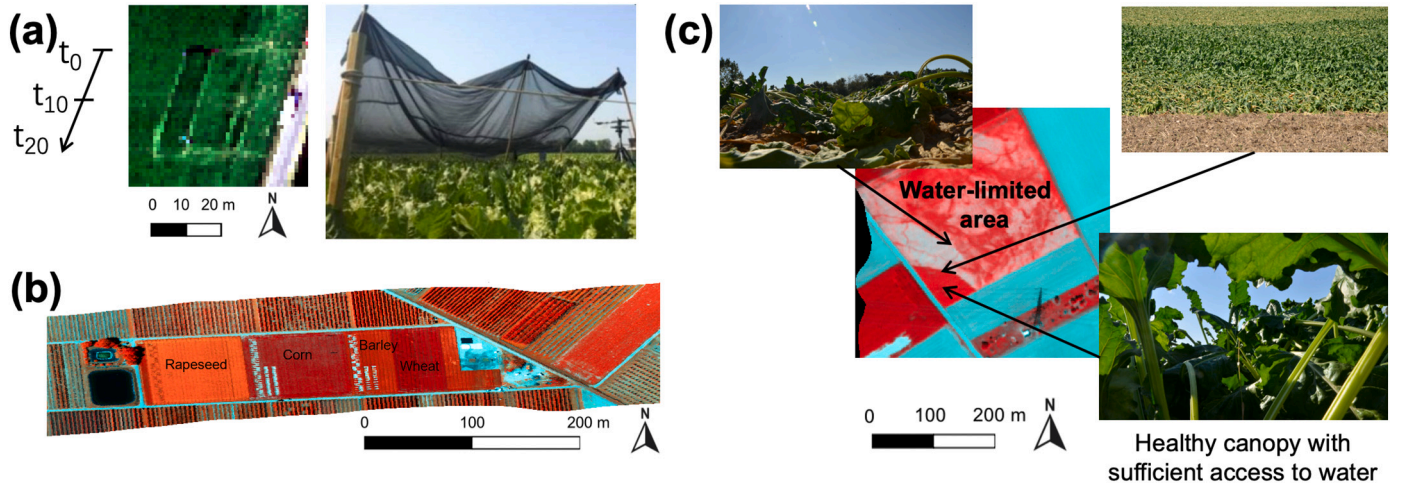 (a)
t0
t10
t20
N
0 10 20 m
(b)
Rapeseed
Corn
Barley
Wheat
0 100 200 m
N
(c)
Water-limited
area
0 100 200 m
N
Healthy canopy with
sufficient access to water